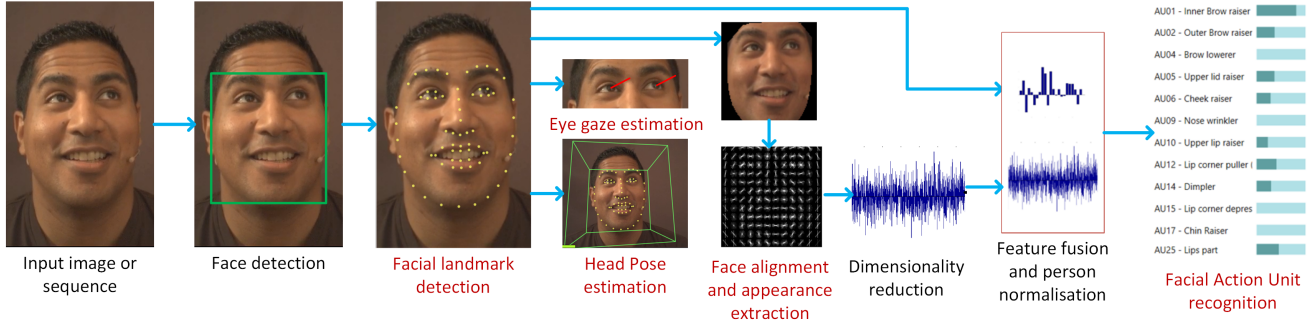 Input image or
sequence
Face detection
Facial landmark
detection
Eye gaze estimation
Head Pose
estimation
Face alignment
and appearance
extraction
Dimensionality
reduction
Feature fusion
and person
normalisation
AU01 - Inner Brow raiser
AU02 - Outer Brow raiser
AU04 - Brow lowerer
AU05 - Upper lid raiser
AU06 - Cheek raiser
AU09 - Nose wrinkler
AU10 - Upper lip raiser
AU12 - Lip corner puller (
AU14 - Dimpler
AU15 - Lip corner depres
AU17 - Chin Raiser
AU25 - Lips part
Facial Action Unit
recognition